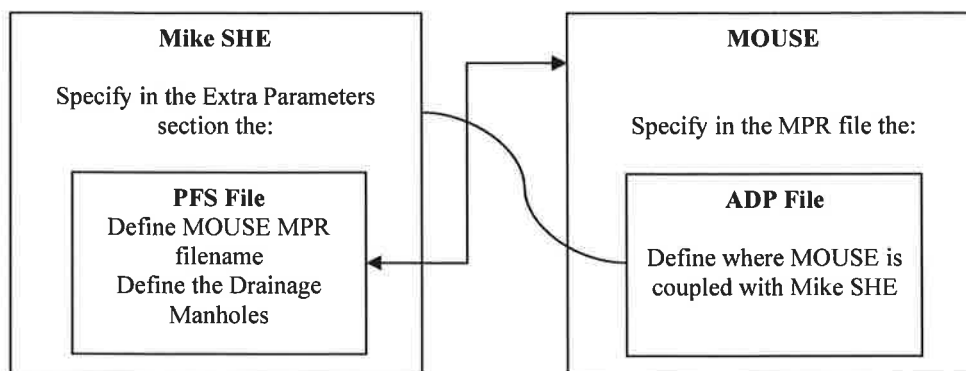 Mike SHE
Specify in the Extra Parameters
section the:
PFS File
Define MOUSE MPR
filename
Define the Drainage
Manholes
MOUSE
Specify in the MPR file the:
ADP File
Define where MOUSE is
coupled with Mike SHE